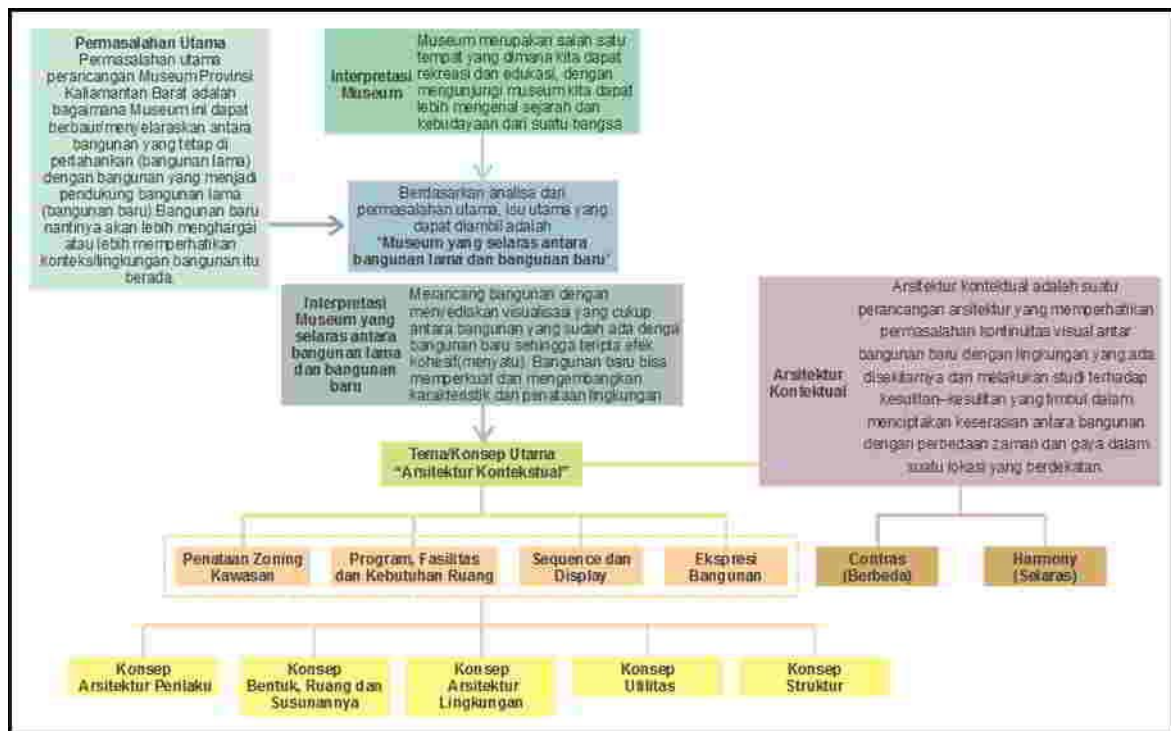 Permasalahan Utama
Permasalahan utama
perancangan Museum Provinsi
Kaliamantan Barat adalah
bagaimana Museum ini dapat
berbaur/menyelaraskan antara
bangunan yang tetap di
pertahankan (bangunan lama)
dengan bangunan yang menjadi
pendukung bangunan lama
(bangunan baru).Bangunan baru
nantinya akan lebih menghargai
atau lebih memperhatikan
konteks/lingkungan bangunan itu
berada.
Interpretasi
Museum
Museum merupakan salah satu
tempat yang dimana kita dapat
rekreasi dan edukasi, dengan
mengunjungi museum kita dapat
lebih mengenal sejarah dan
kebudayaan dari suatu bangsa
Berdasarkan analisa dari
permasalahan utama, isu utama yang
dapat diambil adalah
"Museum yang selaras antara
bangunan lama dan bangunan baru"
Interpretasi
Museum yang
selaras antara
bangunan lama
dan bangunan
baru
Merancang bangunan dengan
menyediakan visualisasi yang cukup
antara bangunan yang sudah ada denga
bangunan baru sehingga teripta efek
kohesif(menyatu). Bangunan baru bisa
memperkuat dan mengembangkan
karakteristik dan penataan lingkungan
Arsitektur
Kontektual
Arsitektur kontektual adalah suatu
perancangan arsitektur yang memperhatikan
permasalahan kontinuitas visual antar
bangunan baru dengan lingkungan yang ada
disekitarnya dan melakukan studi terhadap
kesulitan–kesulitan yang timbul dalam
menciptakan keserasian antara bangunan
dengan perbedaan zaman dan gaya dalam
suatu lokasi yang berdekatan.
Tema/Konsep Utama
"Arsitektur Kontekstual"
Penataan Zoning
Kawasan
Program, Fasilitas
dan Kebutuhan Ruang
Sequence dan
Display
Ekspresi
Bangunan
Contras
(Berbeda)
Harmony
(Selaras)
Konsep
Arsitektur Perilaku
Konsep
Bentuk, Ruang dan
Susunannya
Konsep
Arsitektur
Lingkungan
Konsep
Utilitas
Konsep
Struktur